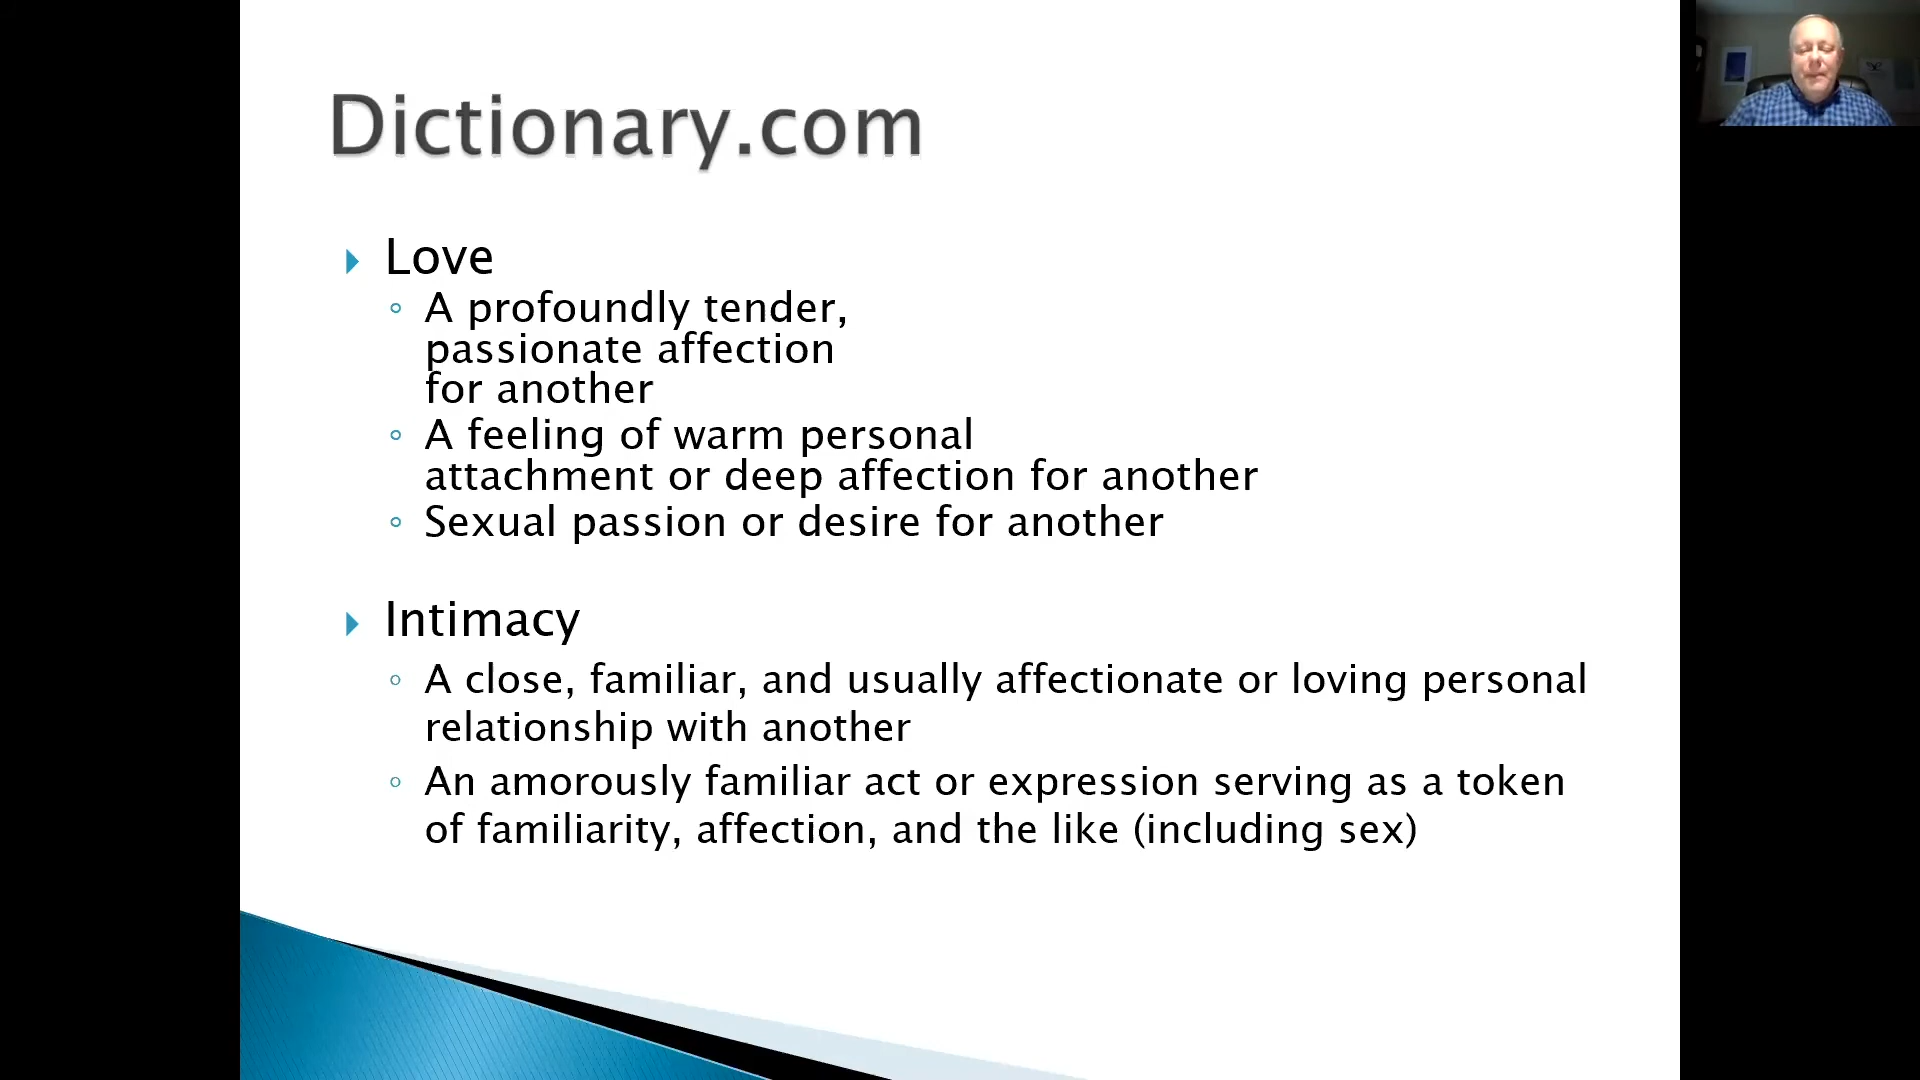 Dictionary.com
Love
A profoundly tender,
passionate affection
for another
A feeling of warm personal
attachment or deep affection for another
Sexual passion or desire for another
Intimacy
A close, familiar, and usually affectionate or loving personal
relationship with another
An amorously familiar act or expression serving as a token
of familiarity, affection, and the like (including sex)